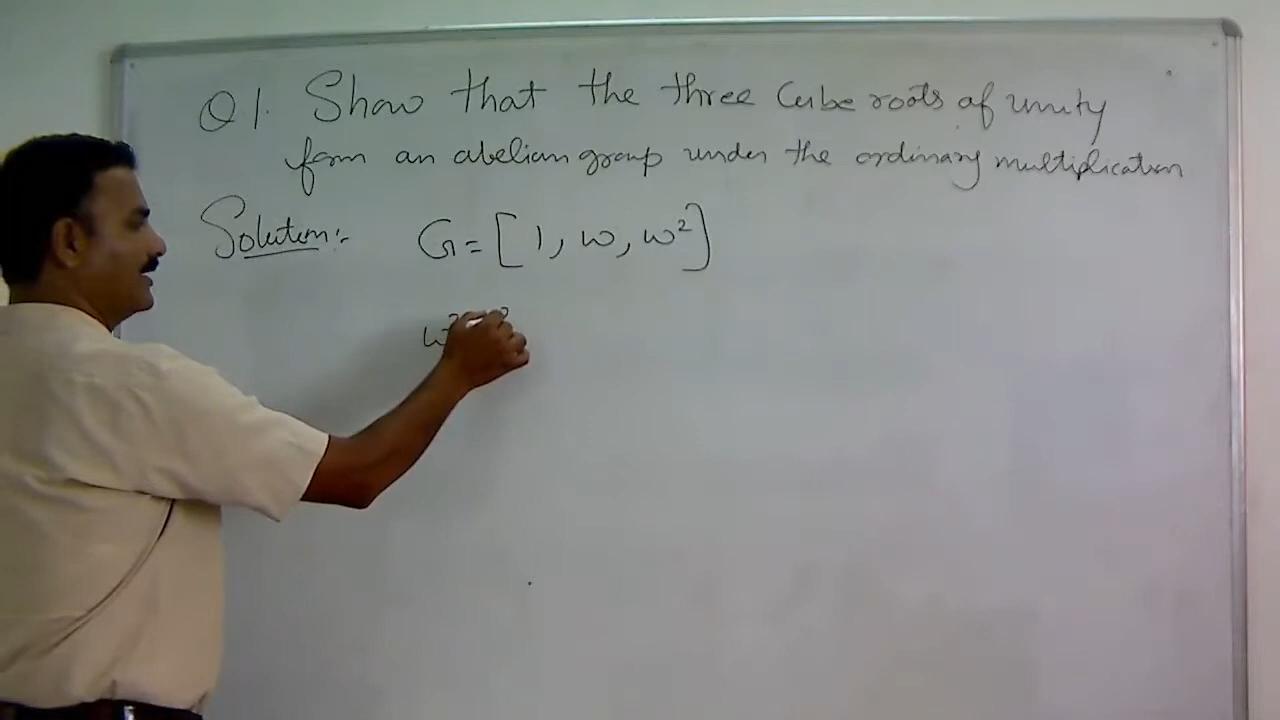 Q1. Show that the three Cube roots of unity
form an abelian group under the ordinary multiplication
Solution:- G = [1, ω, ω²]
ω